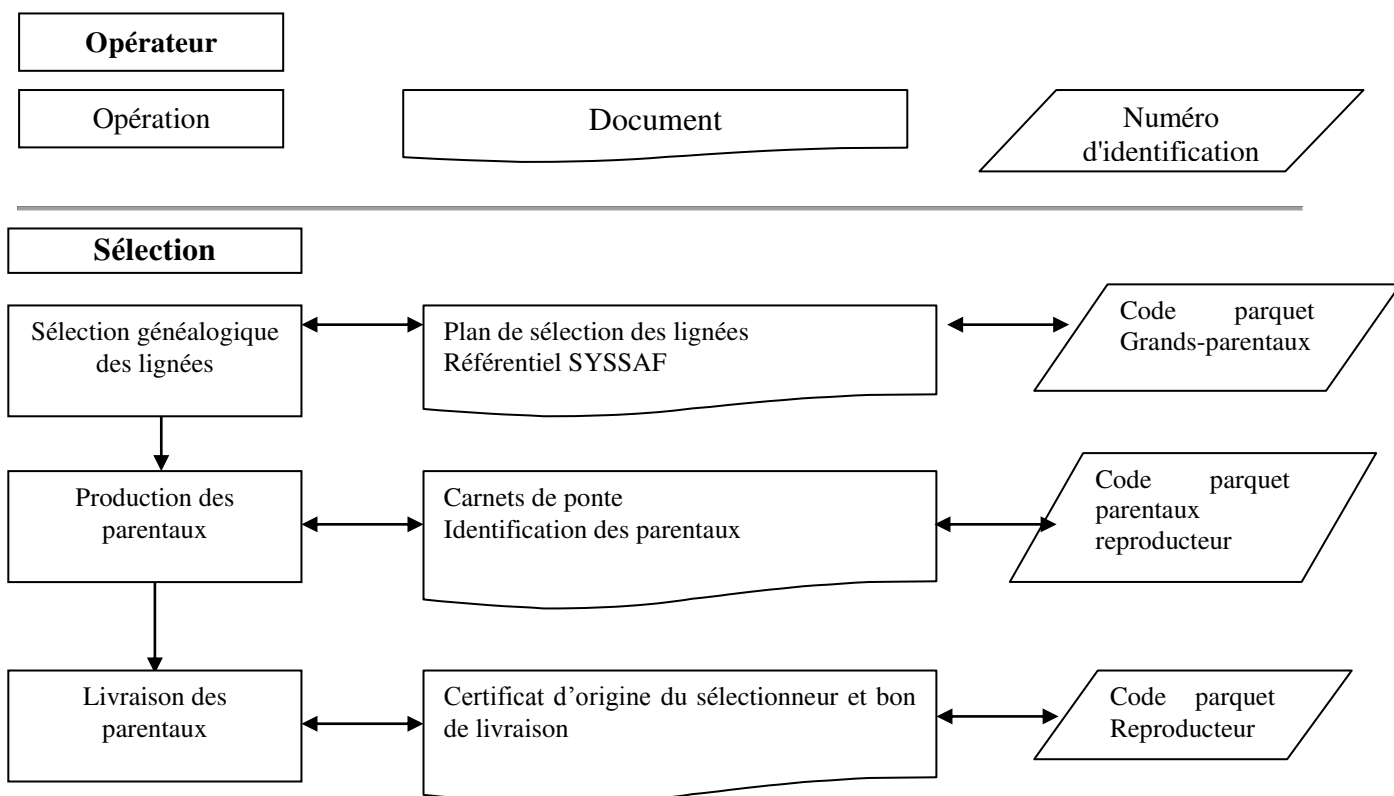 Opérateur
Opération
Document
Numéro
d'identification
Sélection
Sélection généalogique
des lignées
Plan de sélection des lignées
Référentiel SYSSAF
Code parquet
Grands-parentaux
Production des
parentaux
Carnets de ponte
Identification des parentaux
Code parquet
parentaux
reproducteur
Livraison des
parentaux
Certificat d’origine du sélectionneur et bon
de livraison
Code parquet
Reproducteur